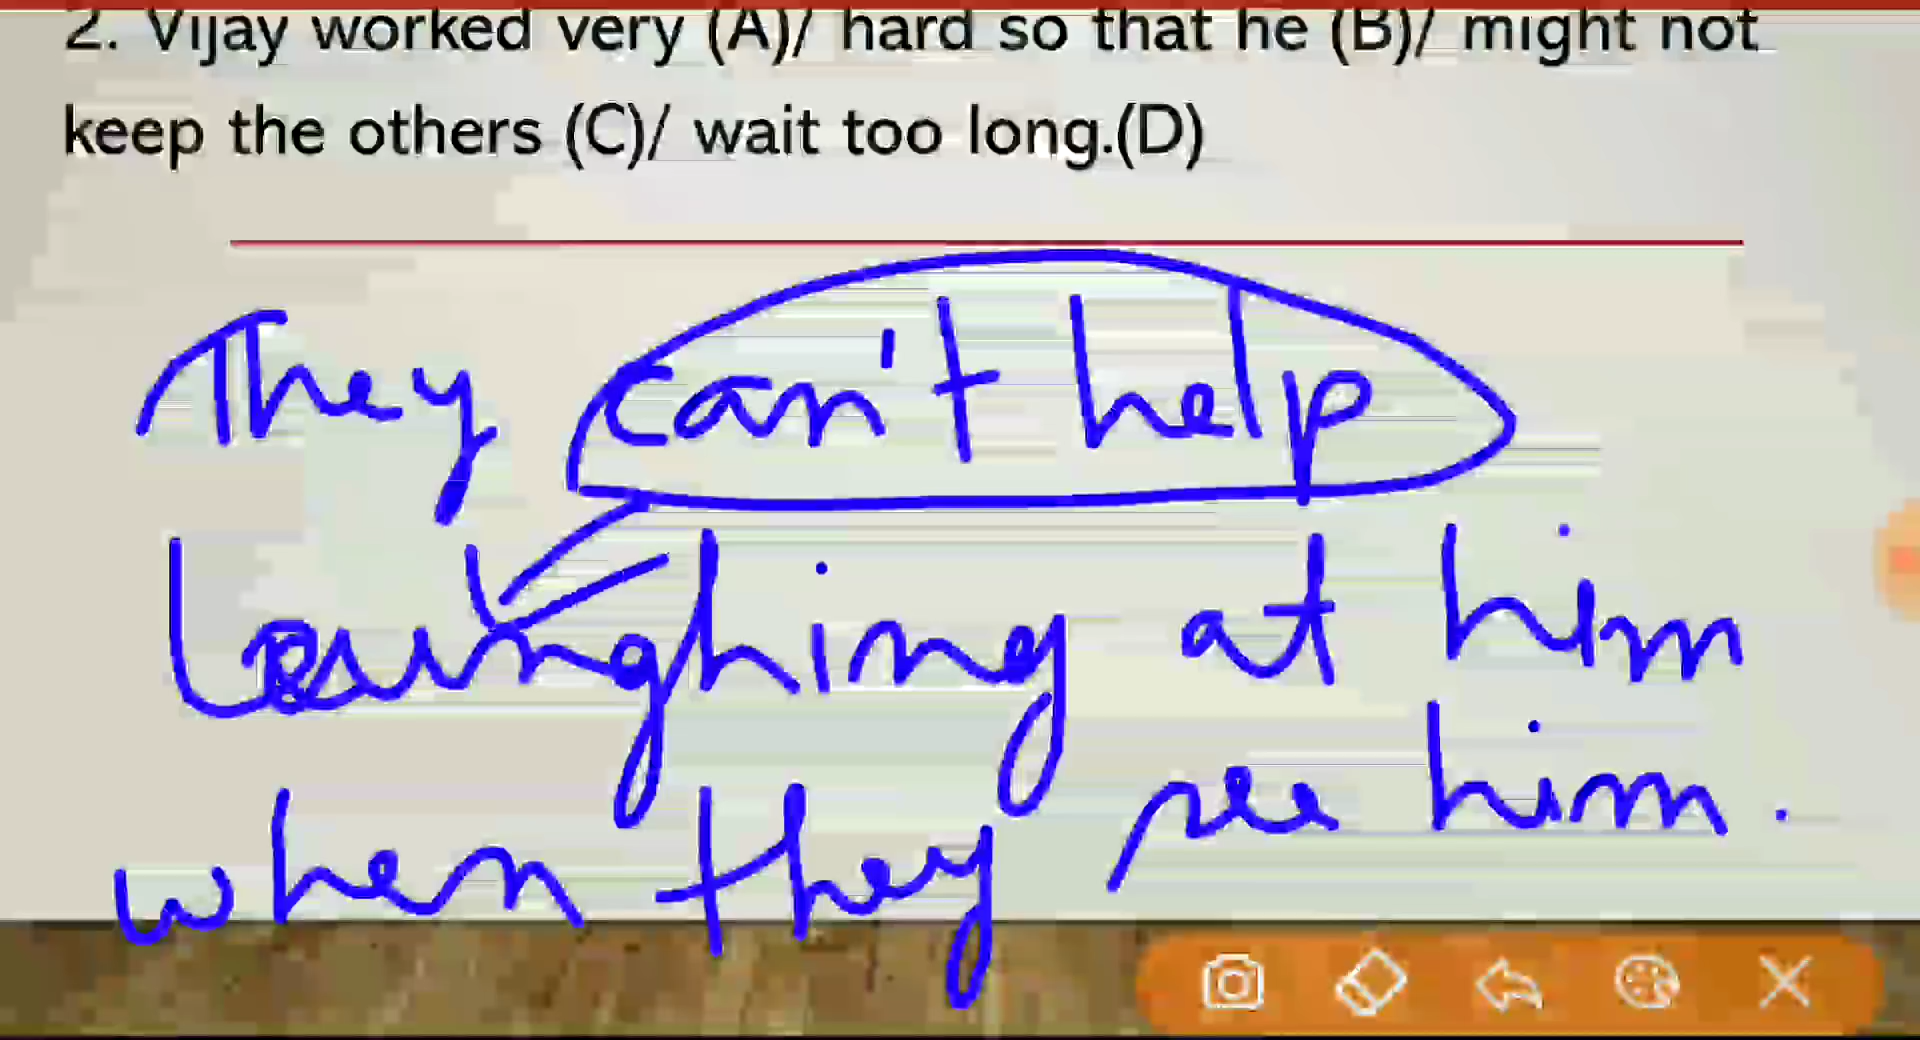 2. Vijay worked very (A)/ hard so that he (B)/ might not
keep the others (C)/ wait too long.(D)
They can't help
laughing at him
when they see him.